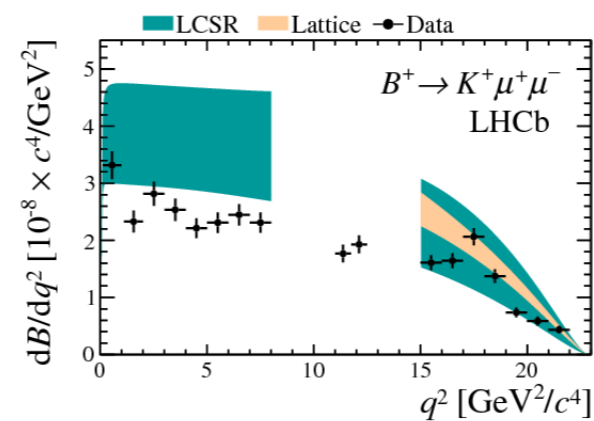 LCSR Lattice Data
B⁺→K⁺μ⁺μ⁻
LHCb
dB/dq² [10⁻⁸ × c⁴/GeV²]
5
4
3
2
1
0
0 5 10 15 20
q² [GeV²/c⁴]